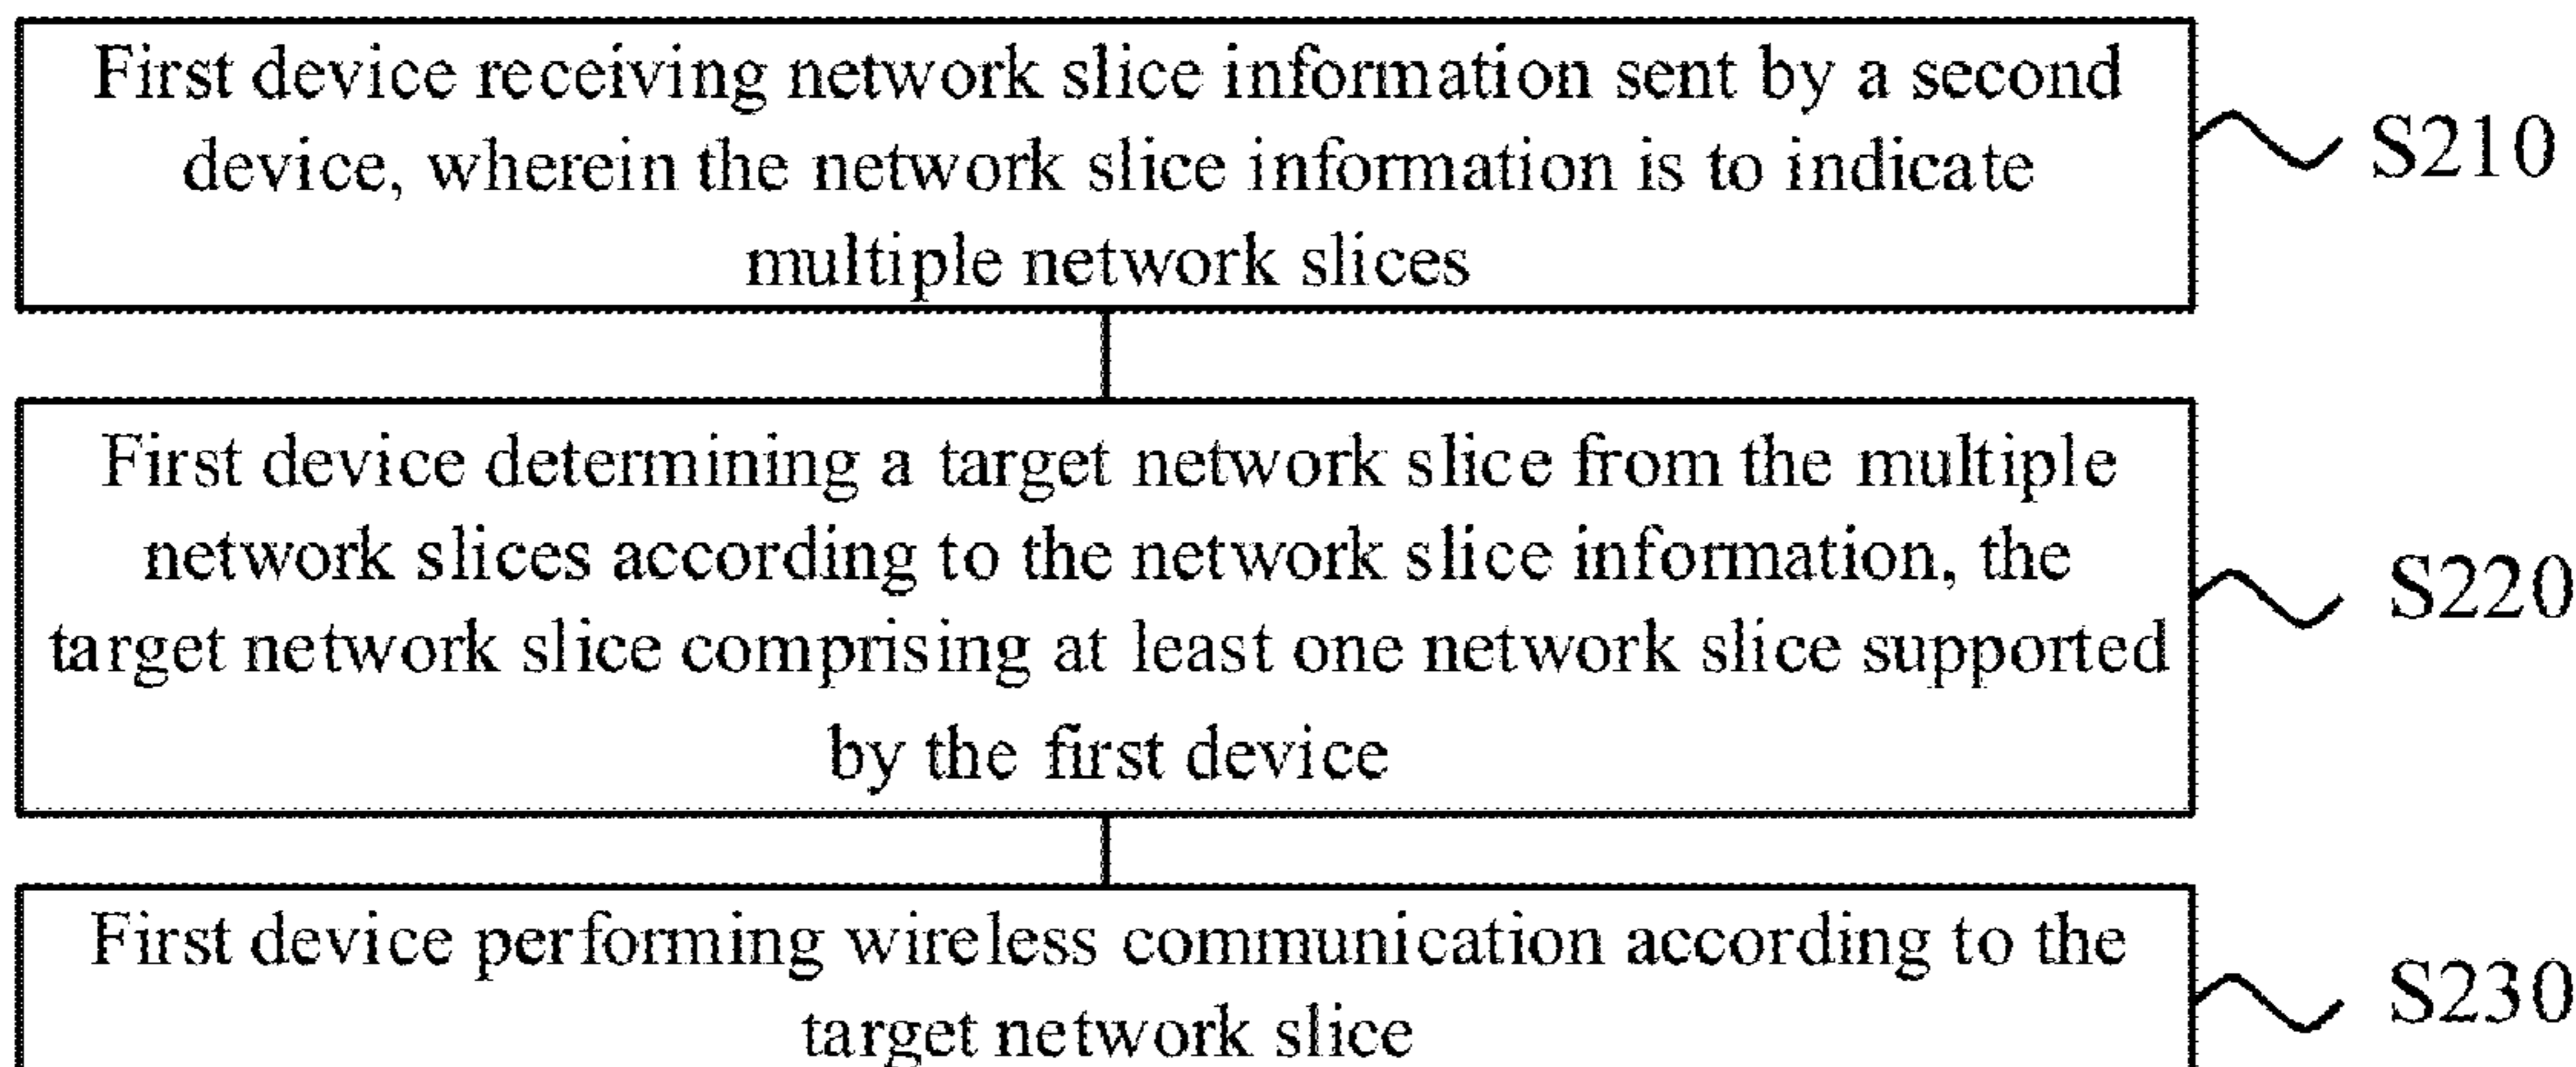 First device receiving network slice information sent by a second
device, wherein the network slice information is to indicate
multiple network slices
S210
First device determining a target network slice from the multiple
network slices according to the network slice information, the
target network slice comprising at least one network slice supported
by the first device
S220
First device performing wireless communication according to the
target network slice
S230